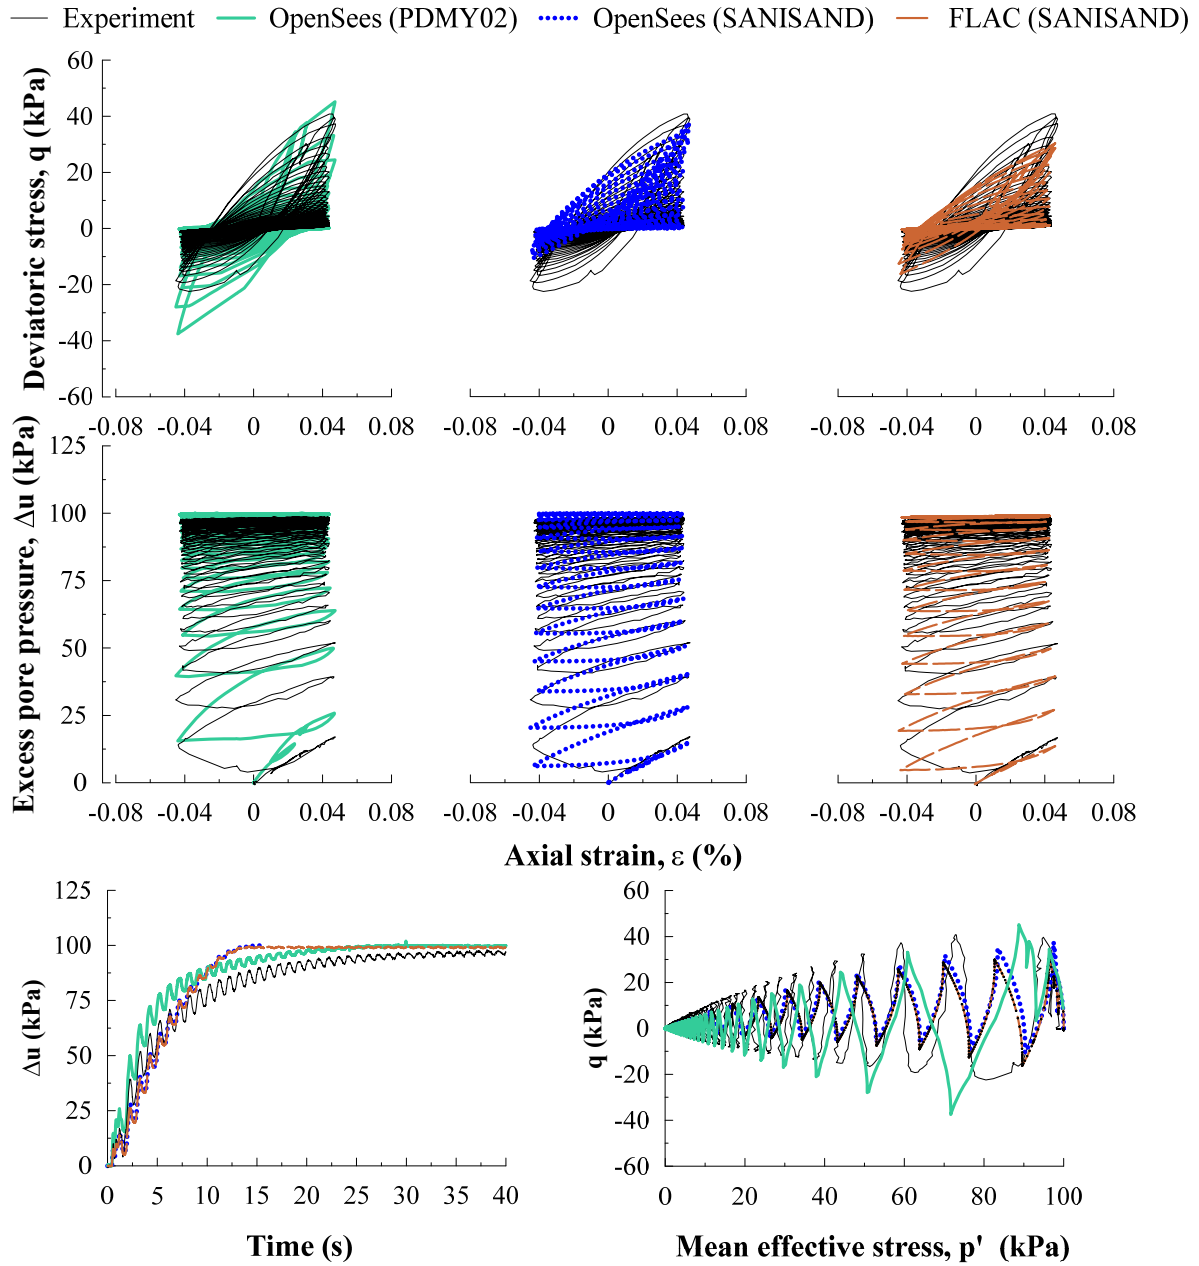 Experiment OpenSees (PDMY02) OpenSees (SANISAND) FLAC (SANISAND)
Deviatoric stress, q (kPa)
60
40
20
0
-20
-40
-60
-0.08 -0.04 0 0.04 0.08 -0.08 -0.04 0 0.04 0.08 -0.08 -0.04 0 0.04 0.08
Excess pore pressure, Δu (kPa)
125
100
75
50
25
0
-0.08 -0.04 0 0.04 0.08 -0.08 -0.04 0 0.04 0.08 -0.08 -0.04 0 0.04 0.08
Axial strain, ε (%)
Δu (kPa)
125
100
75
50
25
0
0 5 10 15 20 25 30 35 40
Time (s)
q (kPa)
60
40
20
0
-20
-40
-60
0 20 40 60 80 100
Mean effective stress, p' (kPa)